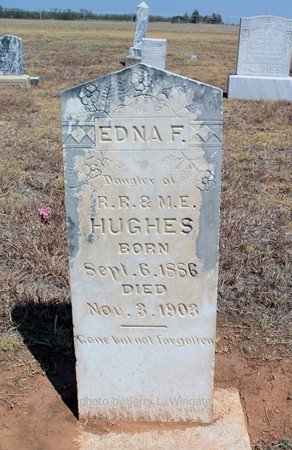 EDNA F.
Daugter of
R.R. & M.E.
HUGHES
BORN
Sept. 6. 1886
DIED
Nov. 3. 1903
Gone but not forgotten
photo by Jerry L. Wingate